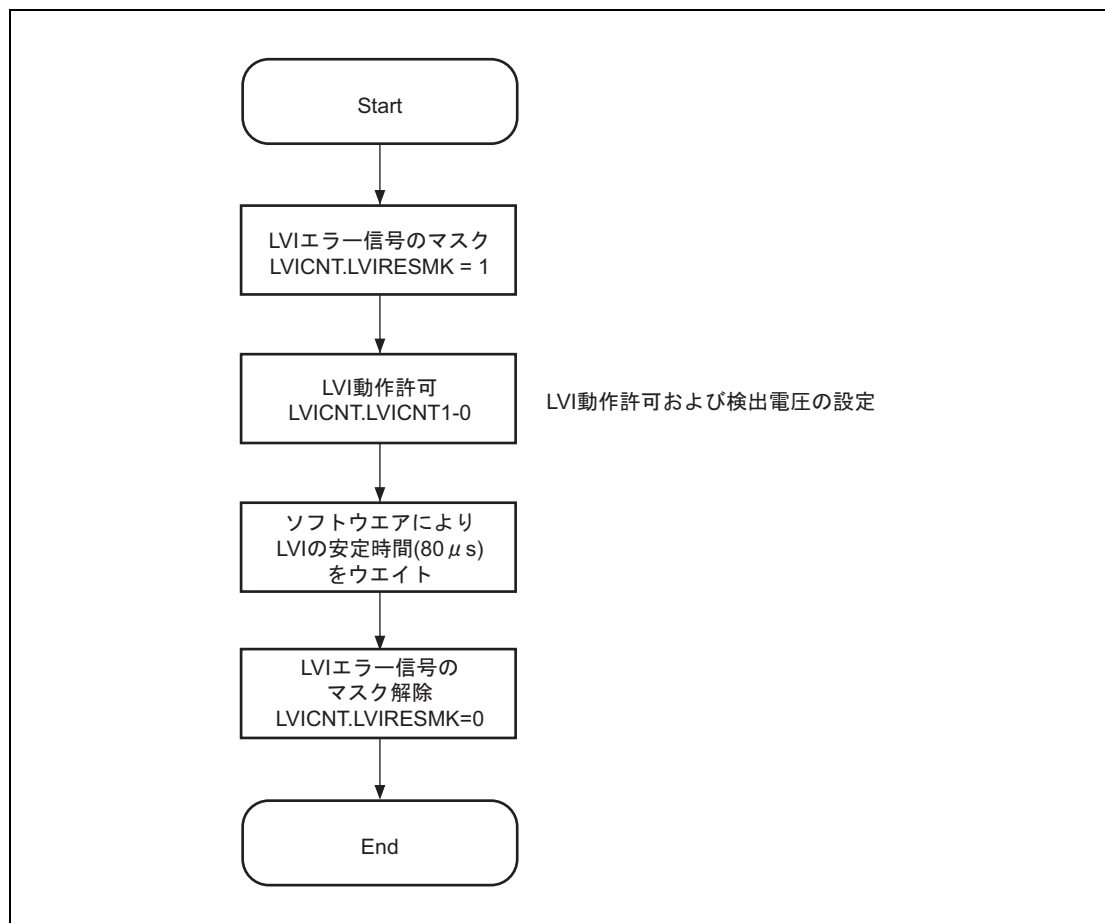 Start
LVIエラー信号のマスク
LVICNT.LVIRESMK = 1
LVI動作許可
LVICNT.LVICNT1-0
LVI動作許可および検出電圧の設定
ソフトウエアにより
LVIの安定時間(80μs)
をウエイト
LVIエラー信号の
マスク解除
LVICNT.LVIRESMK=0
End